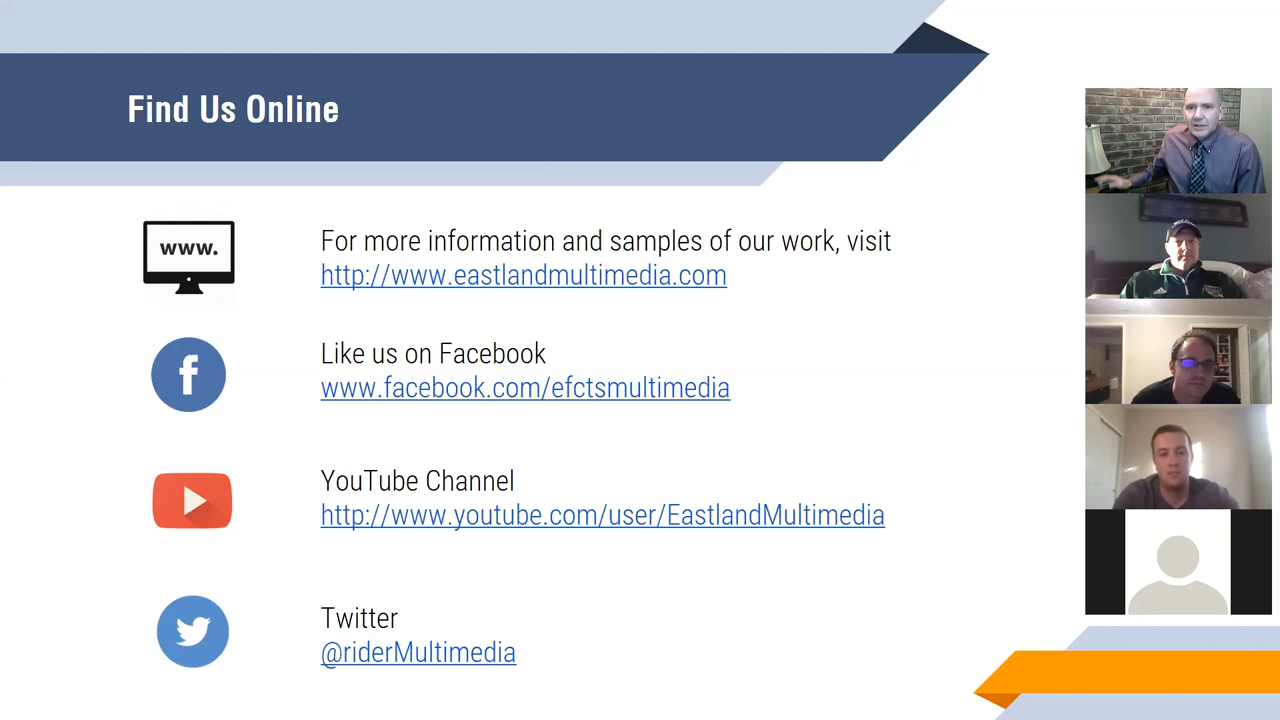 Find Us Online
www.
For more information and samples of our work, visit
http://www.eastlandmultimedia.com
Like us on Facebook
www.facebook.com/efctsmultimedia
YouTube Channel
http://www.youtube.com/user/EastlandMultimedia
Twitter
@riderMultimedia